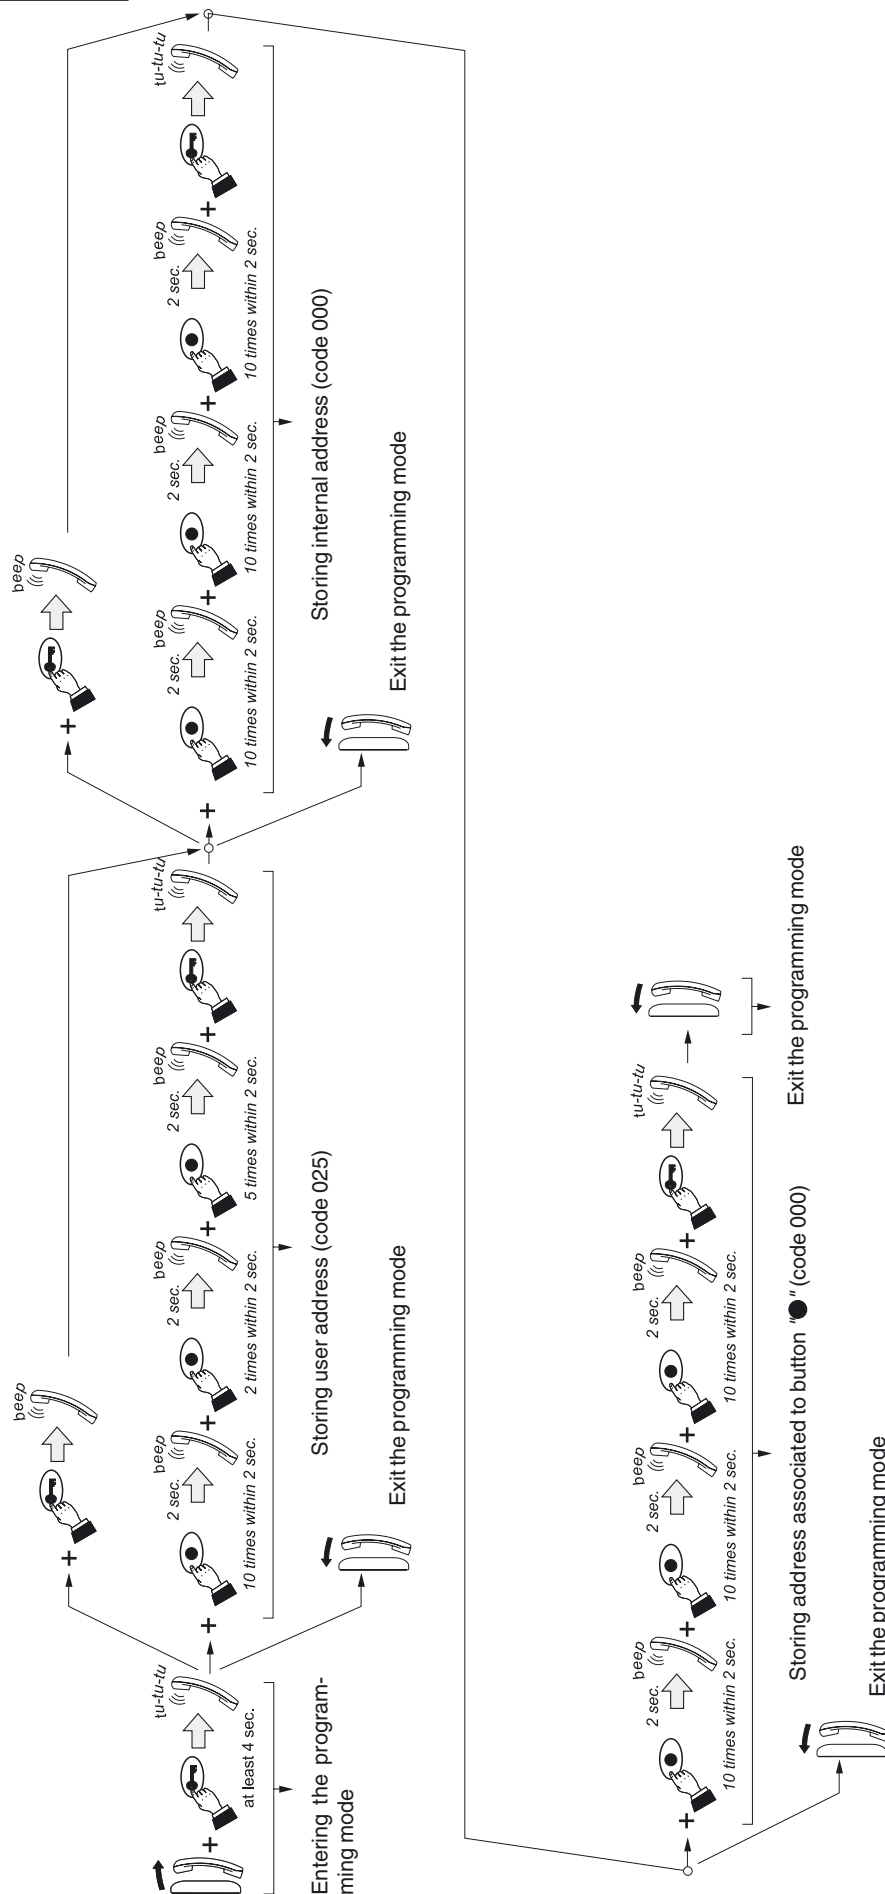 beep
beep
tu-tu-tu
beep
beep
beep
tu-tu-tu
beep
beep
beep
tu-tu-tu
2 sec.
2 sec.
2 sec.
2 sec.
2 sec.
2 sec.
at least 4 sec.
10 times within 2 sec.
2 times within 2 sec.
5 times within 2 sec.
10 times within 2 sec.
10 times within 2 sec.
10 times within 2 sec.
Entering the program-
ming mode
Storing user address (code 025)
Storing internal address (code 000)
Exit the programming mode
Exit the programming mode
beep
beep
beep
tu-tu-tu
2 sec.
2 sec.
2 sec.
10 times within 2 sec.
10 times within 2 sec.
10 times within 2 sec.
Storing address associated to button "●" (code 000)
Exit the programming mode
Exit the programming mode